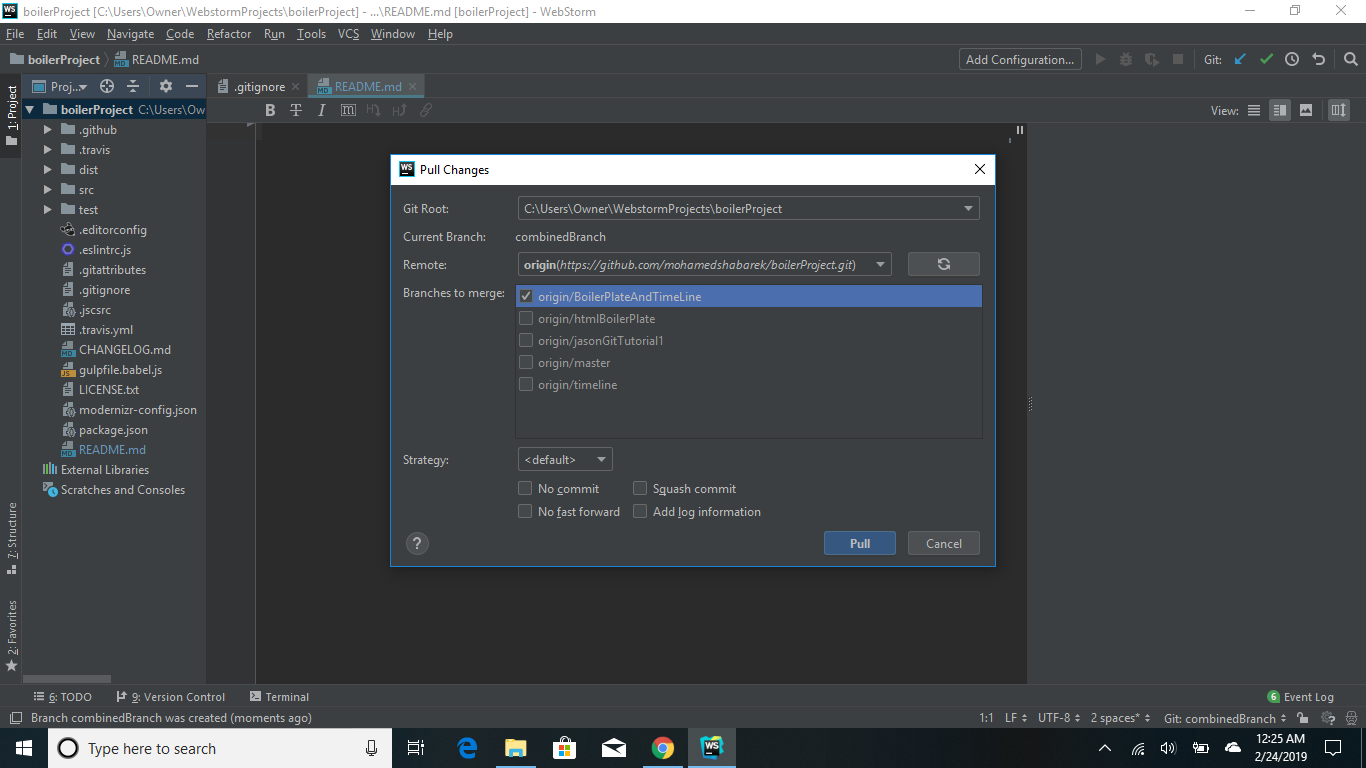 WS boilerProject [C:\Users\Owner\WebstormProjects\boilerProject] - ...\README.md [boilerProject] - WebStorm
File Edit View Navigate Code Refactor Run Tools VCS Window Help
boilerProject README.md Add Configuration... Git:
1: Project
Proj... .gitignore README.md
boilerProject C:\Users\Ow
View:
.github
.travis
dist
src
test
.editorconfig
.eslintrc.js
.gitattributes
.gitignore
.jscsrc
.travis.yml
CHANGELOG.md
gulpfile.babel.js
LICENSE.txt
modernizr-config.json
package.json
README.md
External Libraries
Scratches and Consoles
WS Pull Changes
Git Root: C:\Users\Owner\WebstormProjects\boilerProject
Current Branch: combinedBranch
Remote: origin(https://github.com/mohamedshabarek/boilerProject.git)
Branches to merge: origin/BoilerPlateAndTimeLine
origin/htmlBoilerPlate
origin/jasonGitTutorial1
origin/master
origin/timeline
Strategy: <default>
No commit Squash commit
No fast forward Add log information
? Pull Cancel
7: Structure
2: Favorites
6: TODO 9: Version Control Terminal 6 Event Log
Branch combinedBranch was created (moments ago) 1:1 LF UTF-8 2 spaces* Git: combinedBranch
Type here to search WS 12:25 AM
2/24/2019